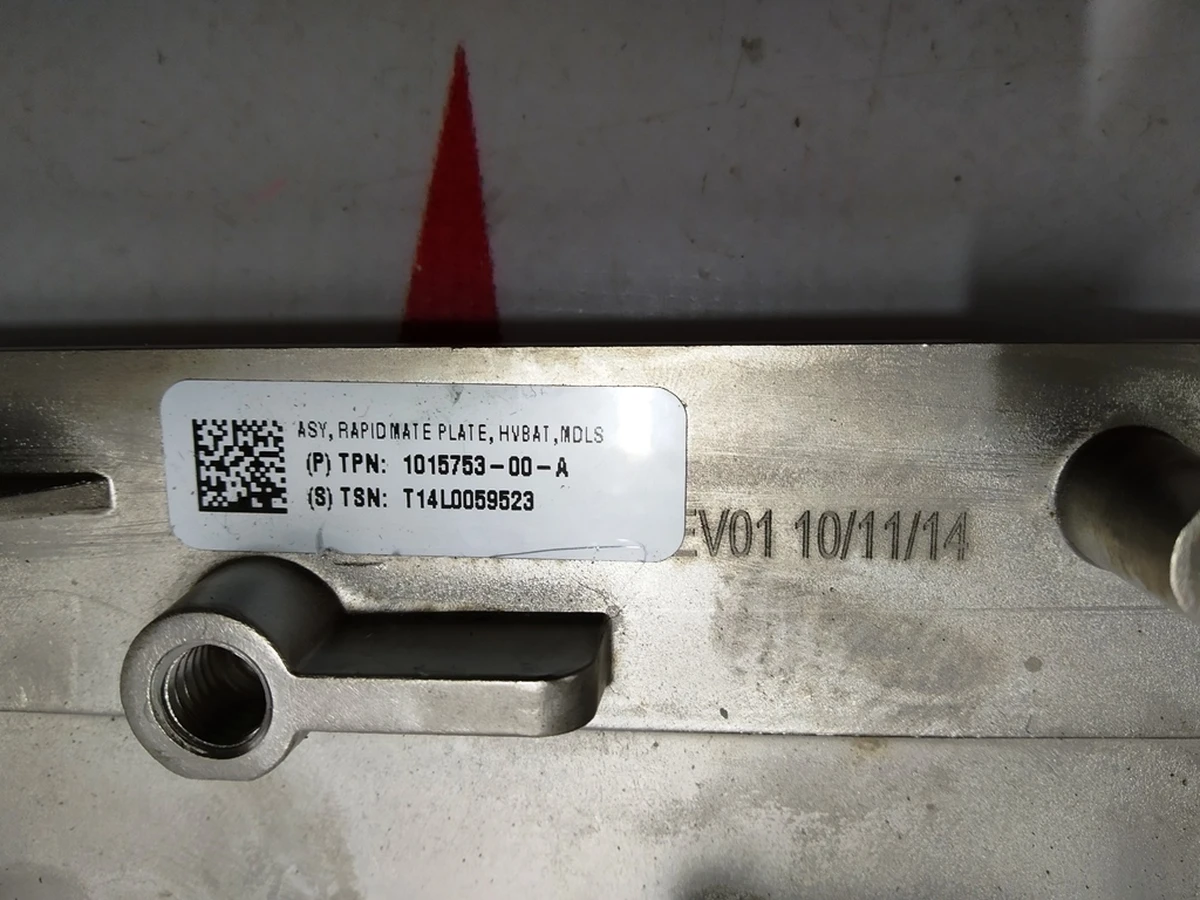 ASY, RAPIDMATE PLATE, HVBAT, MDLS
(P) TPN: 1015753-00-A
(S) TSN: T14L0059523
EV01 10/11/14